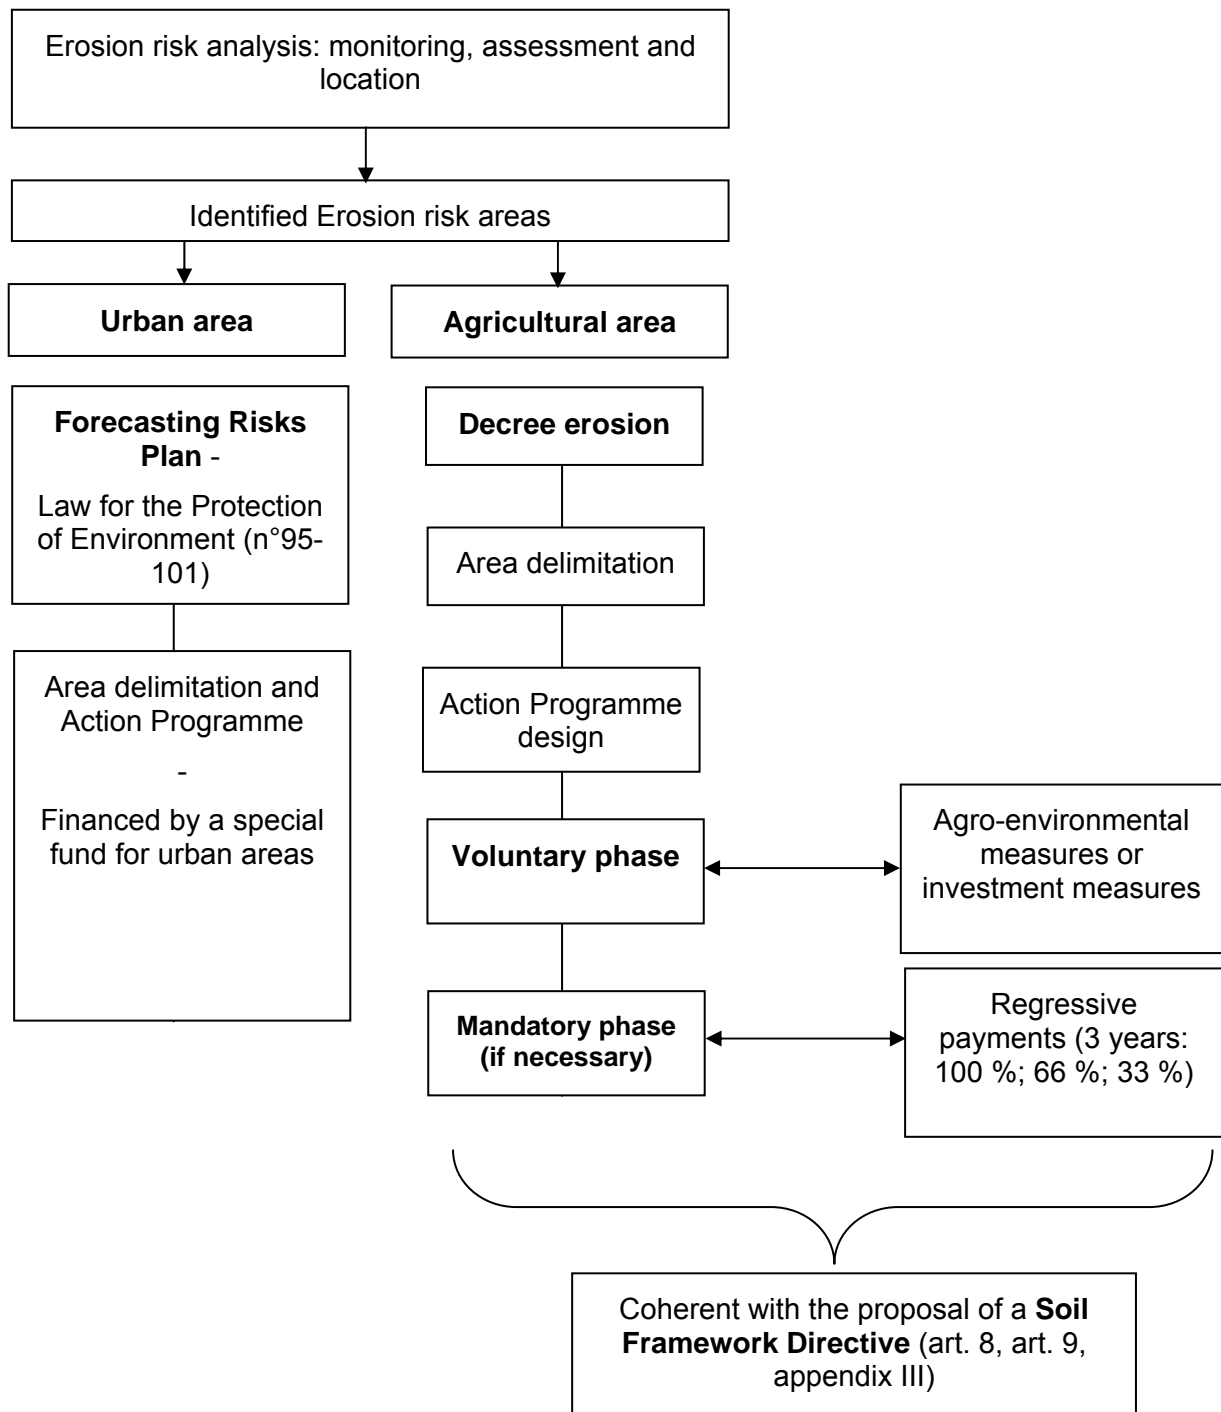 Erosion risk analysis: monitoring, assessment and
location
Identified Erosion risk areas
Urban area
Agricultural area
Forecasting Risks
Plan -
Law for the Protection
of Environment (n°95-
101)
Area delimitation and
Action Programme
-
Financed by a special
fund for urban areas
Decree erosion
Area delimitation
Action Programme
design
Voluntary phase
Agro-environmental
measures or
investment measures
Mandatory phase
(if necessary)
Regressive
payments (3 years:
100 %; 66 %; 33 %)
Coherent with the proposal of a Soil
Framework Directive (art. 8, art. 9,
appendix III)